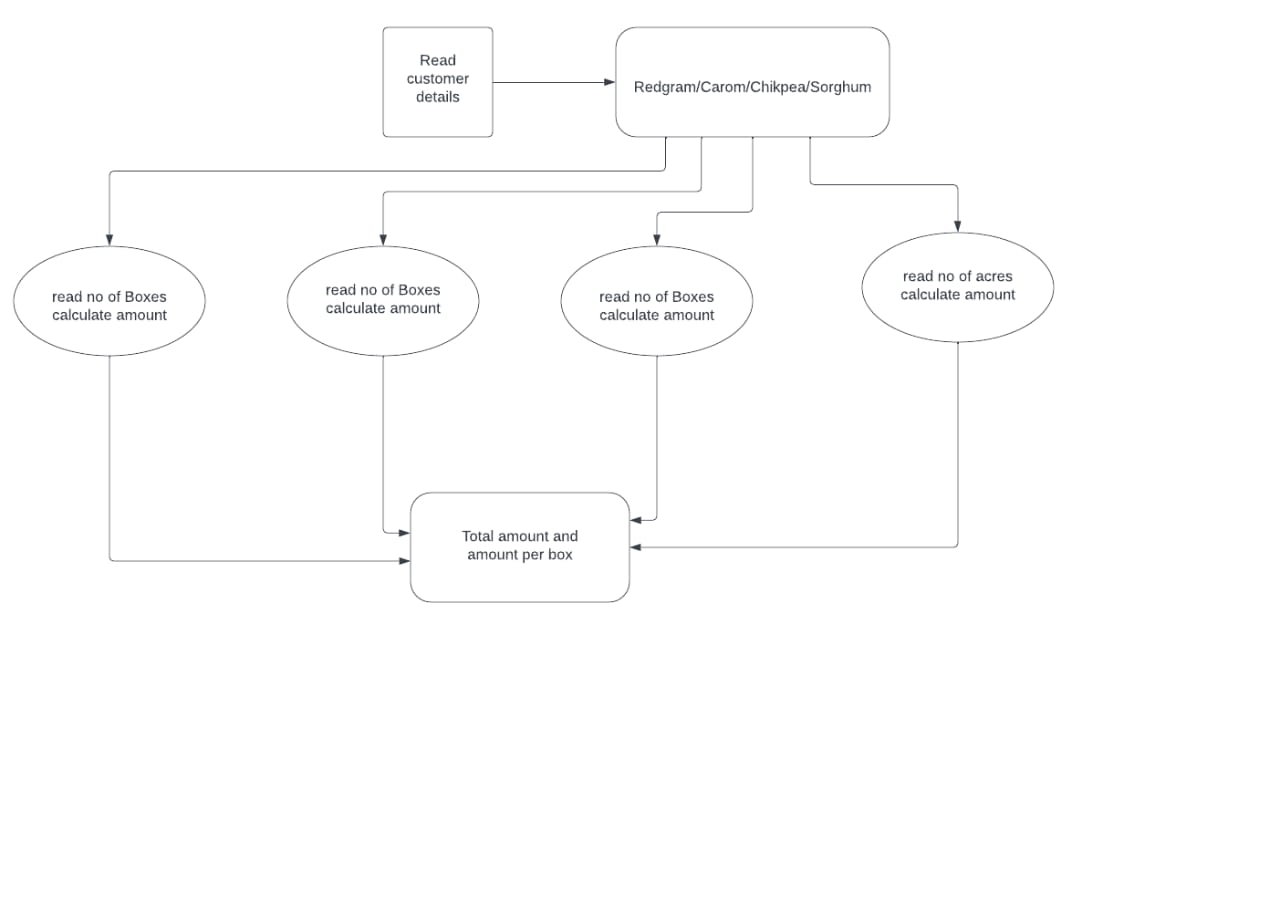 Read
customer
details
Redgram/Carom/Chikpea/Sorghum
read no of Boxes
calculate amount
read no of Boxes
calculate amount
read no of Boxes
calculate amount
read no of acres
calculate amount
Total amount and
amount per box